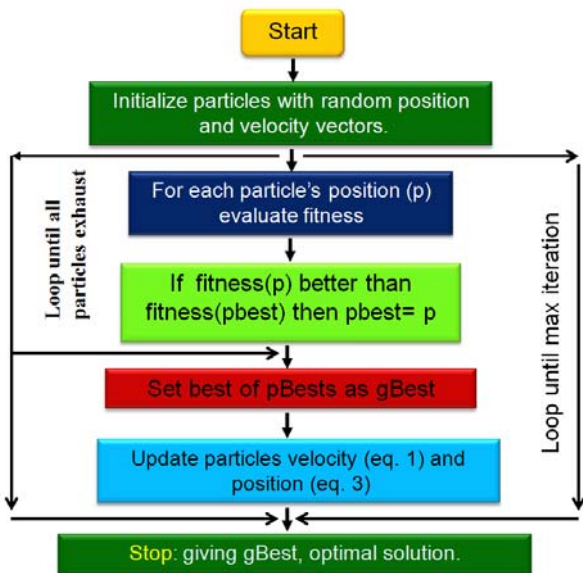 Start
Initialize particles with random position
and velocity vectors.
For each particle's position (p)
evaluate fitness
Loop until all
particles exhaust
If fitness(p) better than
fitness(pbest) then pbest= p
Loop until max iteration
Set best of pBests as gBest
Update particles velocity (eq. 1) and
position (eq. 3)
Stop: giving gBest, optimal solution.